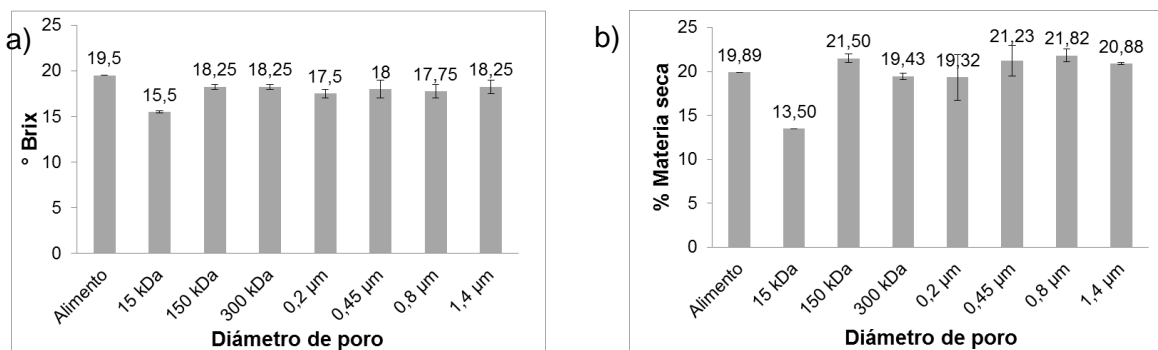 a)
° Brix
25
20
15
10
5
0
19,5
15,5
18,25
18,25
17,5
18
17,75
18,25
Alimento
15 kDa
150 kDa
300 kDa
0,2 µm
0,45 µm
0,8 µm
1,4 µm
Diámetro de poro
b)
% Materia seca
25
20
15
10
5
0
19,89
13,50
21,50
19,43
19,32
21,23
21,82
20,88
Alimento
15 kDa
150 kDa
300 kDa
0,2 µm
0,45 µm
0,8 µm
1,4 µm
Diámetro de poro